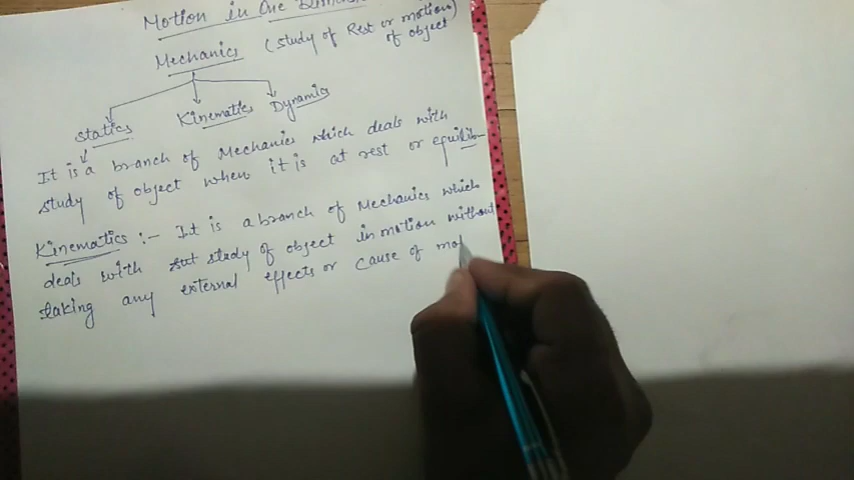 Motion in One Dimen
Mechanics (study of Rest or motion
of object)
statics Kinematics Dynamics
It is a branch of Mechanics which deals with
study of object when it is at rest or equilib-
Kinematics :- It is a branch of Mechanics which
deals with study of object in motion without
taking any external effects or cause of mo